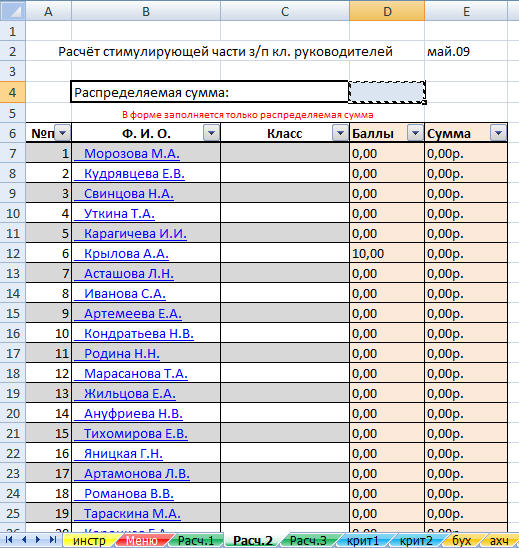 A B C D E
1
2 Расчёт стимулирующей части з/п кл. руководителей май.09
3
4 Распределяемая сумма:
5 В форме заполняется только распределяемая сумма
6 №п Ф. И. О. Класс Баллы Сумма
7 1 Морозова М.А. 0,00 0,00р.
8 2 Кудрявцева Е.В. 0,00 0,00р.
9 3 Свинцова Н.А. 0,00 0,00р.
10 4 Уткина Т.А. 0,00 0,00р.
11 5 Карагичева И.И. 0,00 0,00р.
12 6 Крылова А.А. 10,00 0,00р.
13 7 Асташова Л.Н. 0,00 0,00р.
14 8 Иванова С.А. 0,00 0,00р.
15 9 Артемеева Е.А. 0,00 0,00р.
16 10 Кондратьева Н.В. 0,00 0,00р.
17 11 Родина Н.Н. 0,00 0,00р.
18 12 Марасанова Т.А. 0,00 0,00р.
19 13 Жильцова Е.А. 0,00 0,00р.
20 14 Ануфриева Н.В. 0,00 0,00р.
21 15 Тихомирова Е.В. 0,00 0,00р.
22 16 Яницкая Г.Н. 0,00 0,00р.
23 17 Артамонова Л.В. 0,00 0,00р.
24 18 Романова В.В. 0,00 0,00р.
25 19 Тараскина М.А. 0,00 0,00р.
инстр Меню Расч.1 Расч.2 Расч.3 крит1 крит2 бух ахч